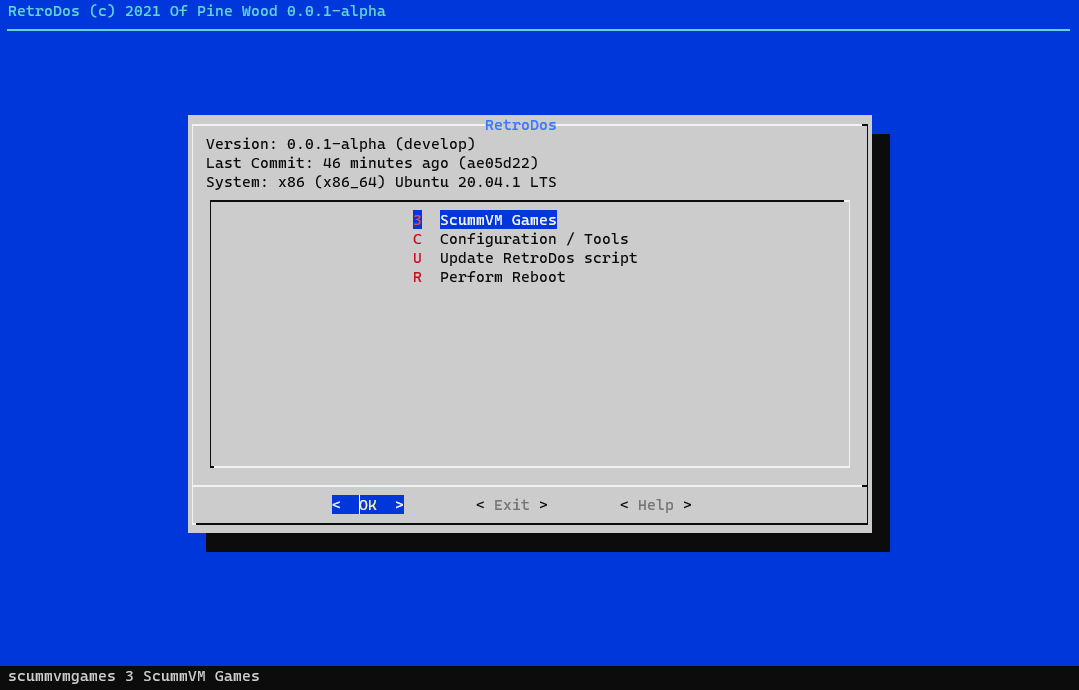 RetroDos (c) 2021 Of Pine Wood 0.0.1-alpha
RetroDos
Version: 0.0.1-alpha (develop)
Last Commit: 46 minutes ago (ae05d22)
System: x86 (x86_64) Ubuntu 20.04.1 LTS
3 ScummVM Games
C Configuration / Tools
U Update RetroDos script
R Perform Reboot
< OK > < Exit > < Help >
scummvmgames 3 ScummVM Games